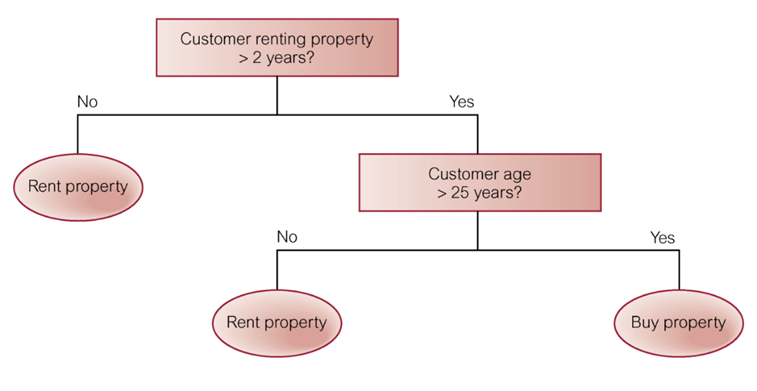 Customer renting property
> 2 years?
No
Yes
Rent property
Customer age
> 25 years?
No
Yes
Rent property
Buy property